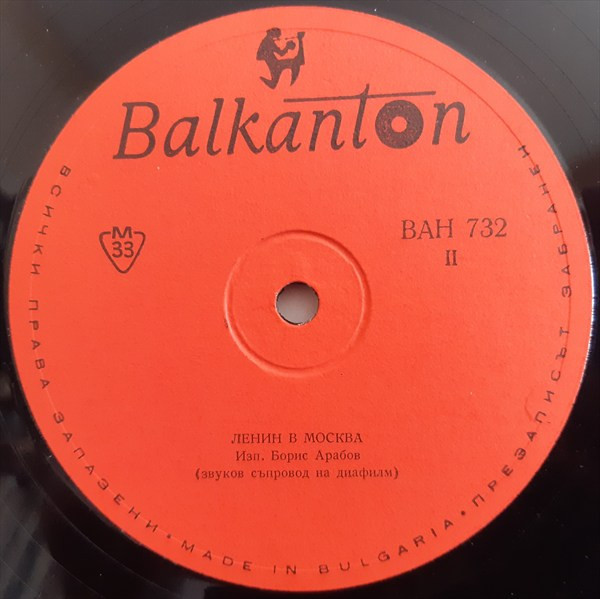 Balkanton
M
33
ВАН 732
II
ЛЕНИН В МОСКВА
Изп. Борис Арабов
(звуков съпровод на диафилм)
ВСИЧКИ ПРАВА ЗАПАЗЕНИ • MADE IN BULGARIA • ПРЕЗАПИСЪТ ЗАБРАНЕН